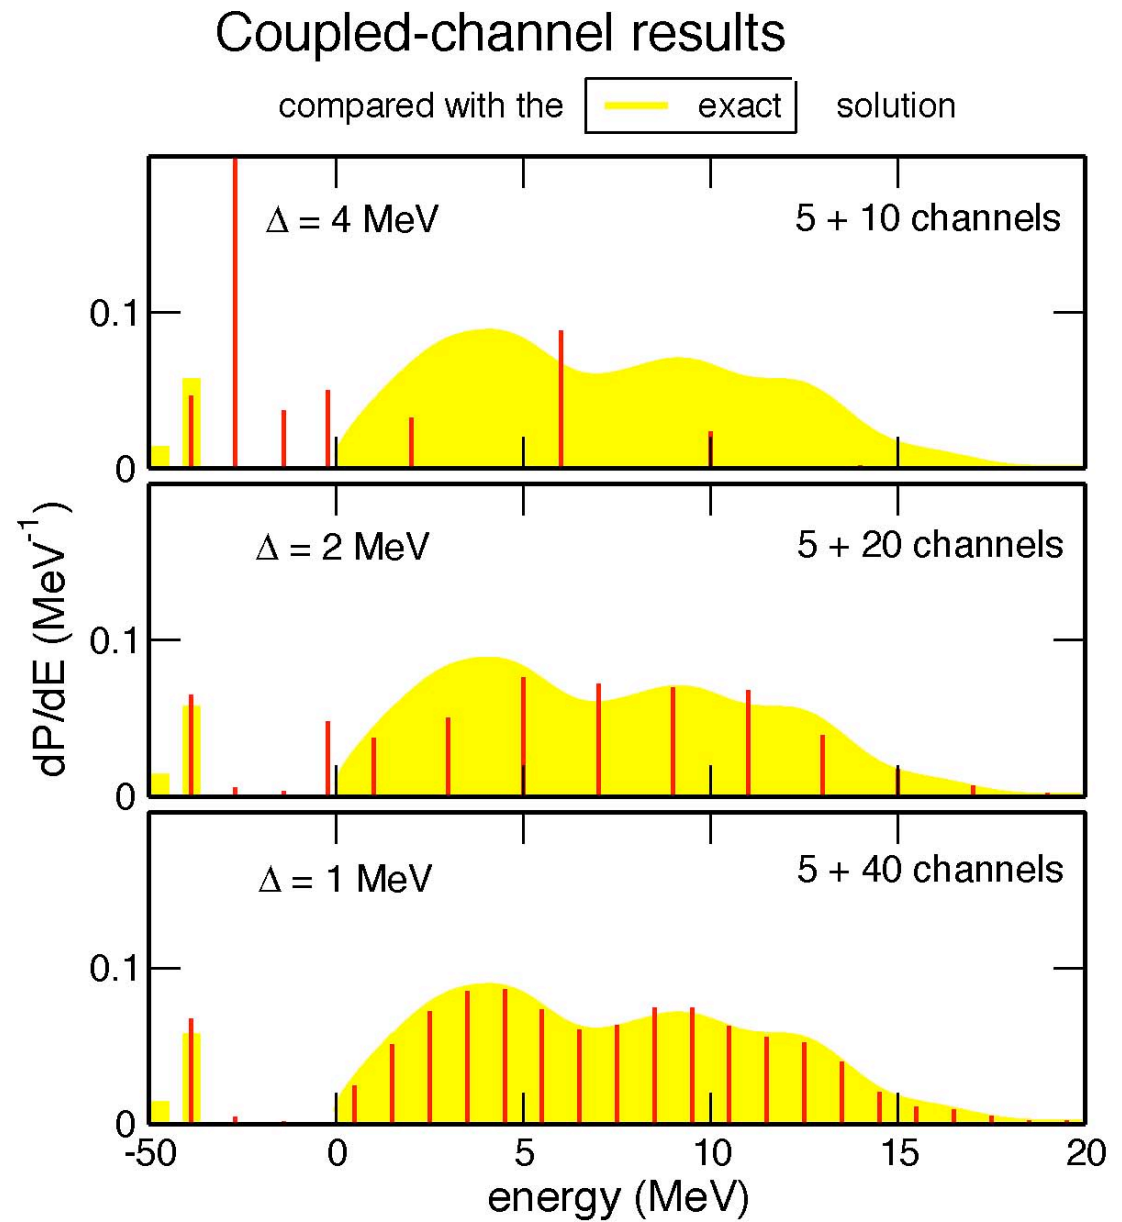 Coupled-channel results
compared with the exact solution
Δ = 4 MeV
5 + 10 channels
0.1
0
Δ = 2 MeV
5 + 20 channels
0.1
0
dP/dE (MeV⁻¹)
Δ = 1 MeV
5 + 40 channels
0.1
0
-50 0 5 10 15 20
energy (MeV)